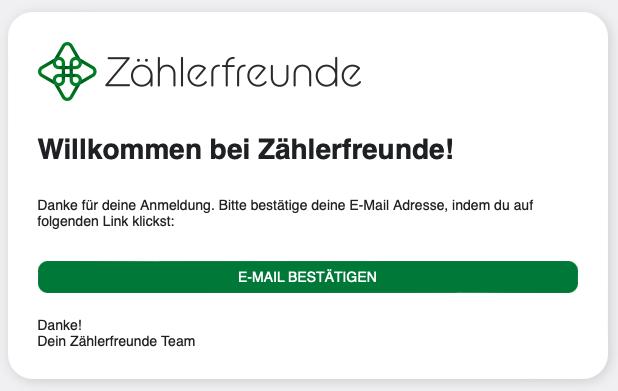 Zählerfreunde
Willkommen bei Zählerfreunde!
Danke für deine Anmeldung. Bitte bestätige deine E-Mail Adresse, indem du auf
folgenden Link klickst:
E-MAIL BESTÄTIGEN
Danke!
Dein Zählerfreunde Team